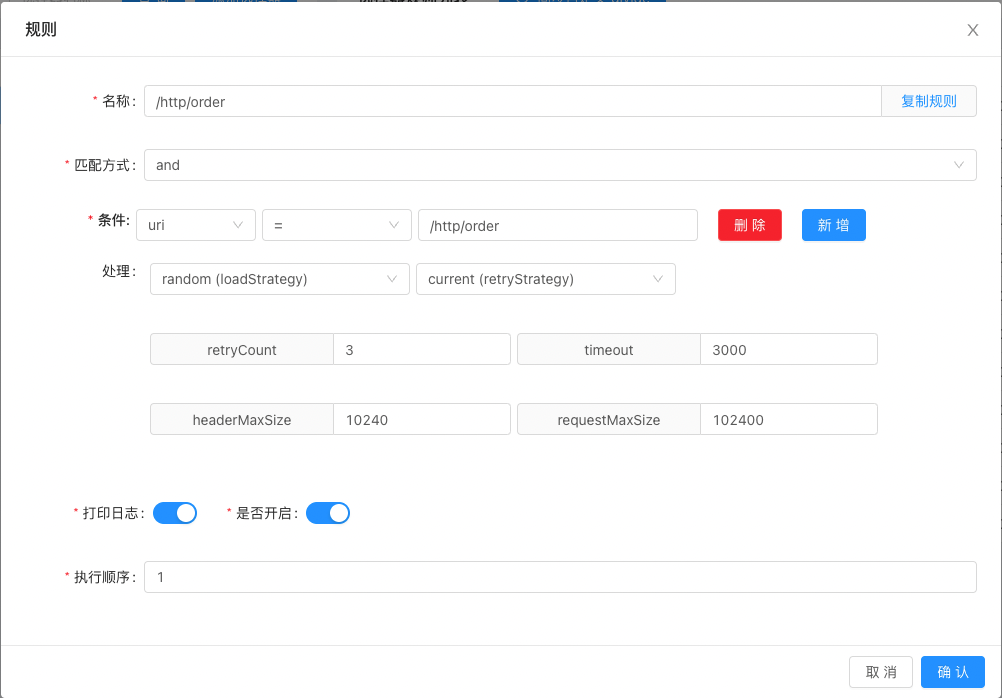 规则
* 名称: /http/order 复制规则
* 匹配方式: and
* 条件: uri = /http/order 删 除 新 增
处理: random (loadStrategy) current (retryStrategy)
retryCount 3 timeout 3000
headerMaxSize 10240 requestMaxSize 102400
* 打印日志: * 是否开启:
* 执行顺序: 1
取 消 确 认